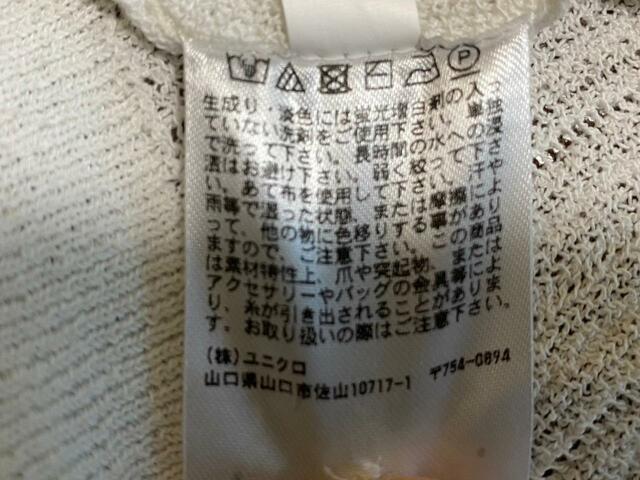 生成り、淡色には蛍光増白剤の入っ
ていない洗剤をご使用下さい。
で洗って下さい。長時間水への浸
漬はお避け下さい。弱く絞って下さ
い。あて布を使用して下さい。汗や
雨等で湿った状態、または摩擦によ
って、他の物に色移りする
ますので、ご注意下さい。この商品
は素材特性上、爪や突起物、または
アクセサリーやバッグの金具等によ
り、糸が引き出されることがありま
す。お取り扱いの際はご注意下さい。
(株)ユニクロ
山口県山口市佐山10717-1 〒754-0894